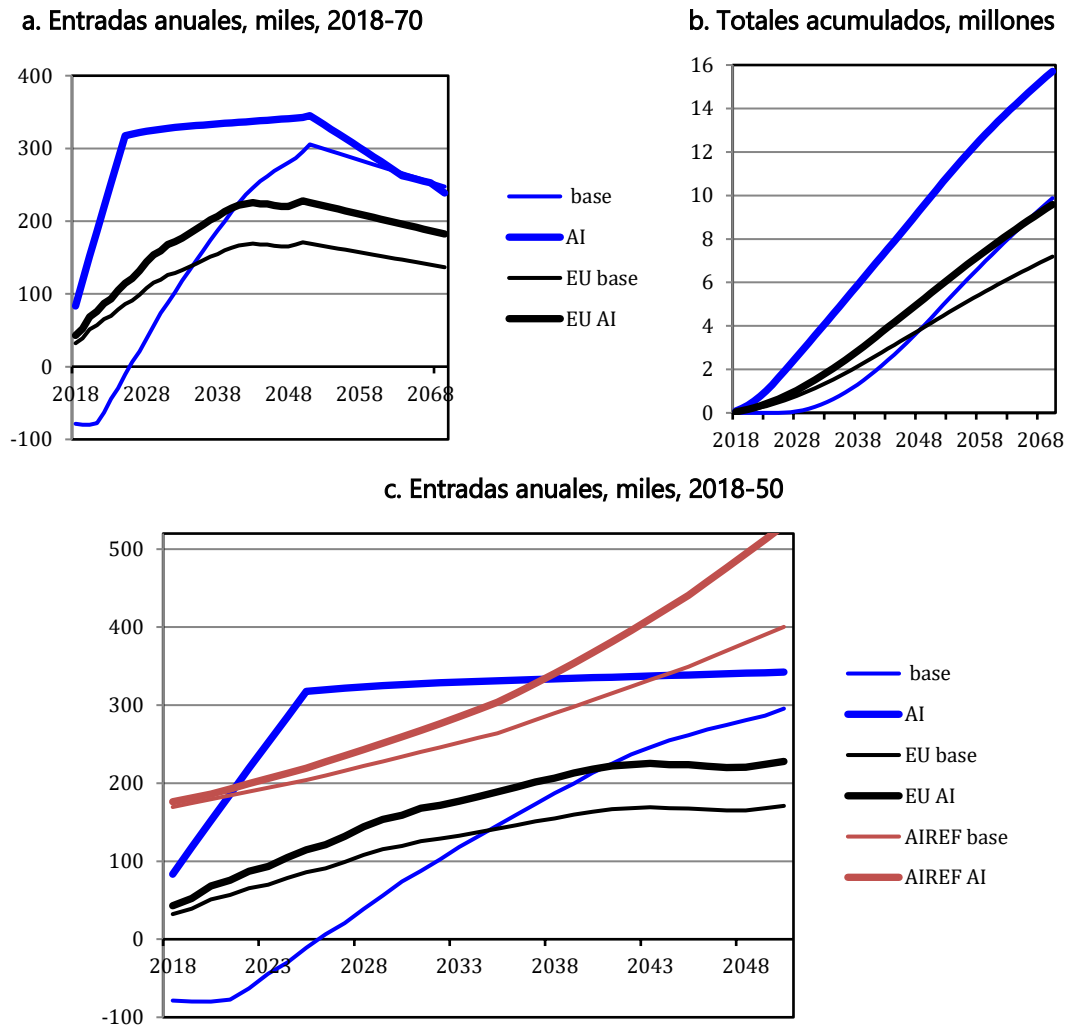 a. Entradas anuales, miles, 2018-70
b. Totales acumulados, millones
400
300
200
100
0
-100
2018 2028 2038 2048 2058 2068
base
AI
EU base
EU AI
16
14
12
10
8
6
4
2
0
2018 2028 2038 2048 2058 2068
c. Entradas anuales, miles, 2018-50
500
400
300
200
100
0
-100
2018 2023 2028 2033 2038 2043 2048
base
AI
EU base
EU AI
AIREF base
AIREF AI